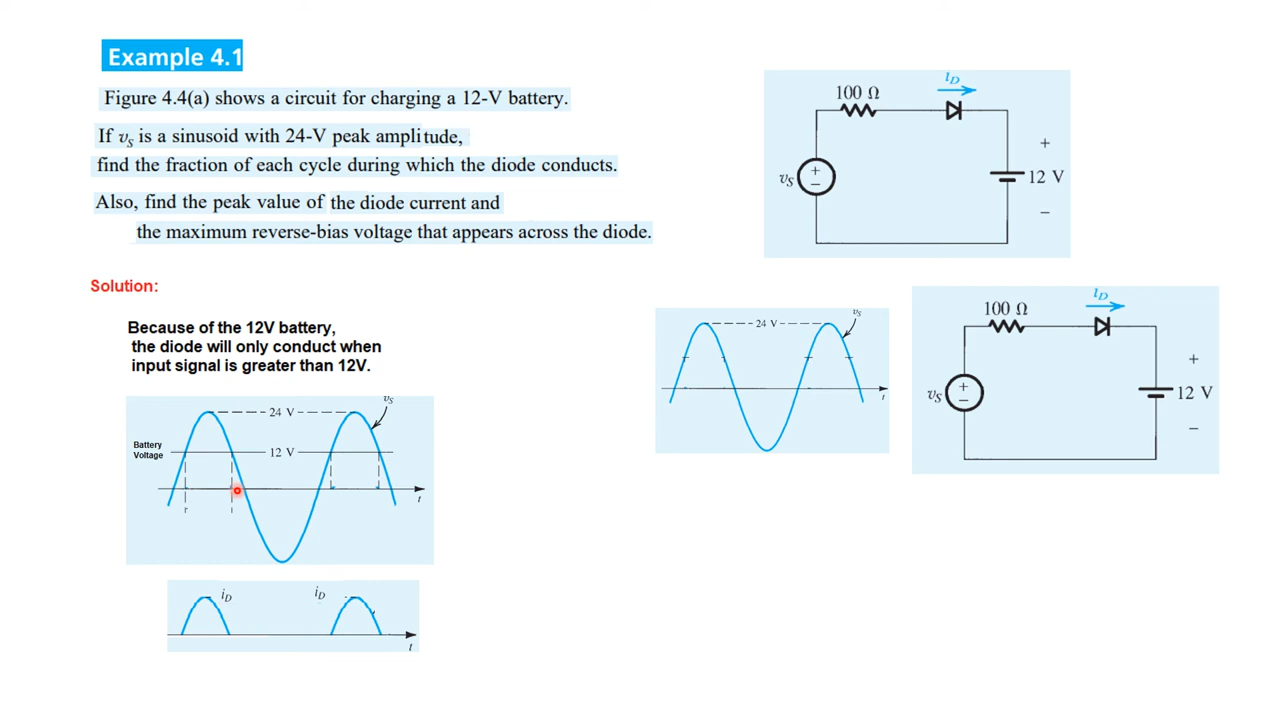 Example 4.1
Figure 4.4(a) shows a circuit for charging a 12-V battery.
If vS is a sinusoid with 24-V peak amplitude,
find the fraction of each cycle during which the diode conducts.
Also, find the peak value of the diode current and
the maximum reverse-bias voltage that appears across the diode.
100 Ω
iD
+
vS
+
−
12 V
−
Solution:
Because of the 12V battery,
the diode will only conduct when
input signal is greater than 12V.
24 V
vS
Battery
Voltage
12 V
t
iD
iD
t
24 V
vS
t
100 Ω
iD
+
vS
+
−
12 V
−